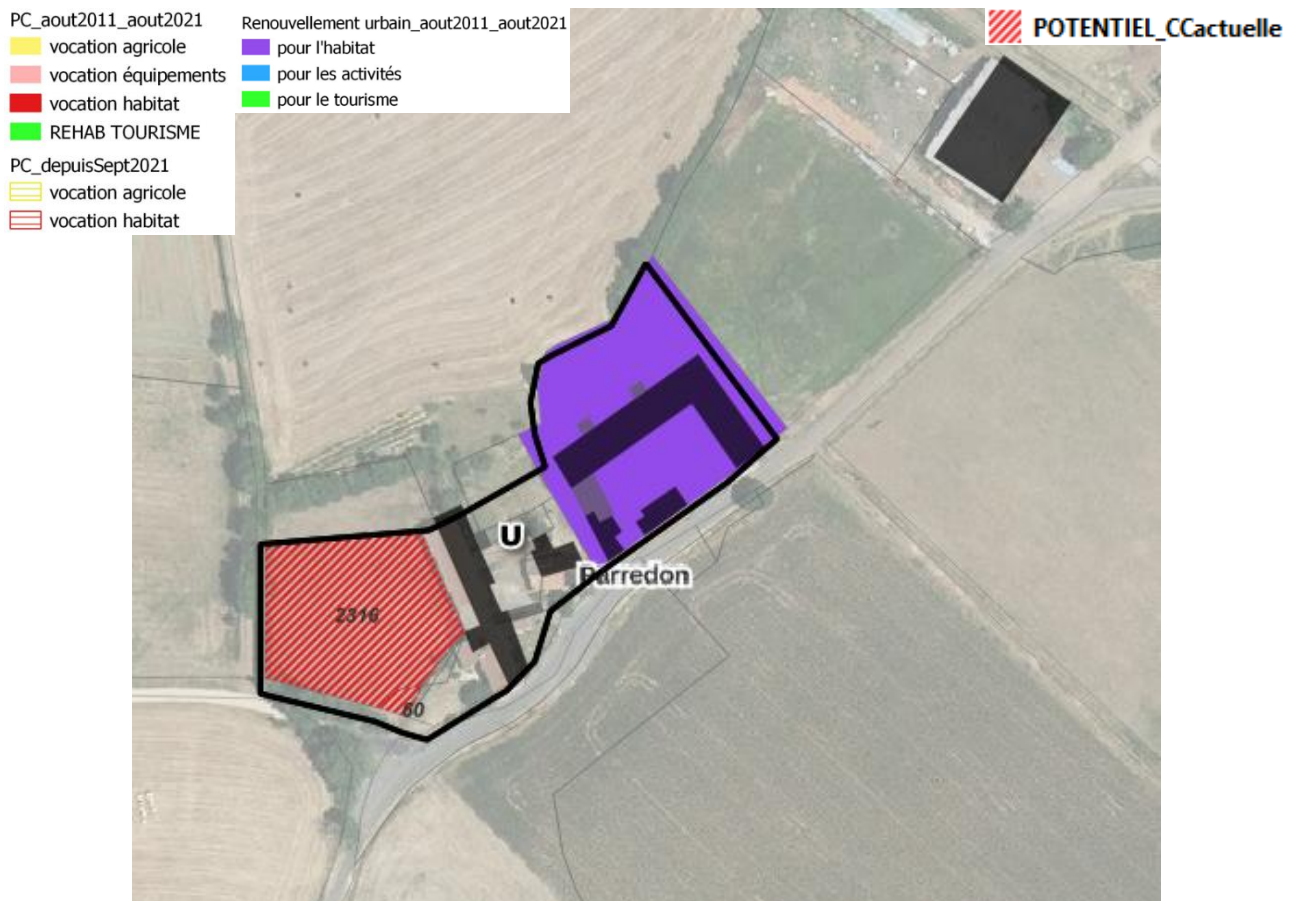 PC_aout2011_aout2021
vocation agricole
vocation équipements
vocation habitat
REHAB TOURISME
PC_depuisSept2021
vocation agricole
vocation habitat
Renouvellement urbain_aout2011_aout2021
pour l'habitat
pour les activités
pour le tourisme
POTENTIEL_CCactuelle
U
Parredon
2316
60